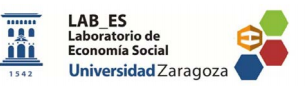 1542
LAB_ES
Laboratorio de
Economía Social
Universidad Zaragoza